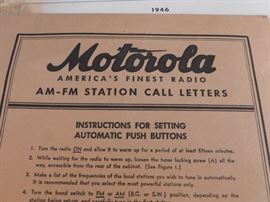 1946
Motorola
AMERICA'S FINEST RADIO
AM-FM STATION CALL LETTERS
INSTRUCTIONS FOR SETTING
AUTOMATIC PUSH BUTTONS
1. Turn the radio ON and allow it to warm up for a period of at least fifteen minutes.
2. While waiting for the radio to warm up, loosen the tuner locking screw [A] all the
way, accessible from the rear of the cabinet. [See Figure 1.]
3. Make a list of the frequencies of the local stations you wish to tune in automatically.
It is recommended that you select the most powerful stations only.
4. Turn the band switch to FM or AM [B.C. or S.W.] position, depending on the
station being